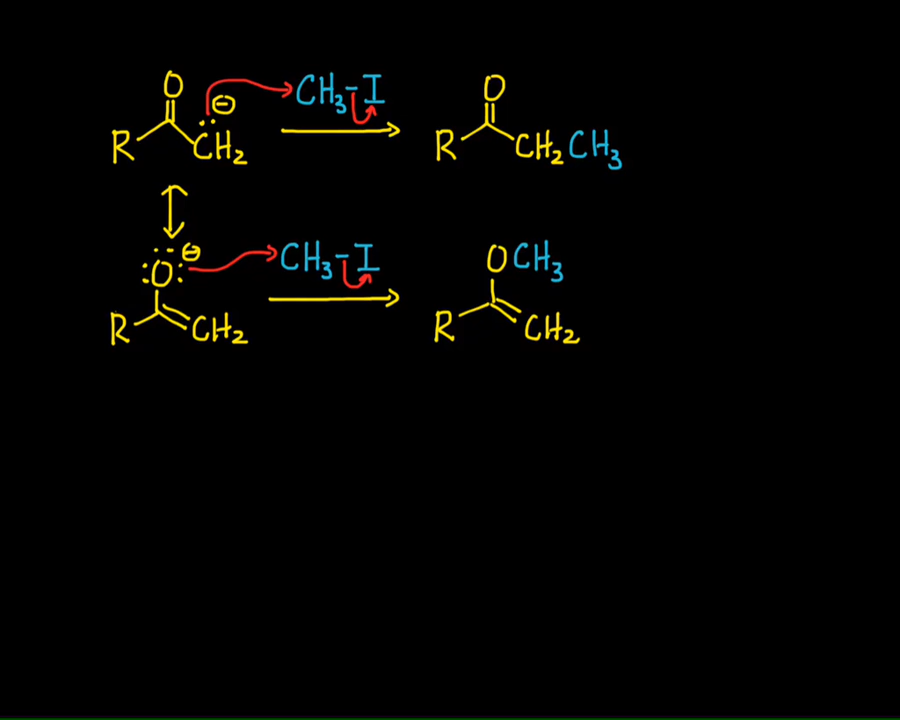 O ⊖ CH3-I O
R CH2 R CH2CH3
:O: ⊖ CH3-I OCH3
R CH2 R CH2